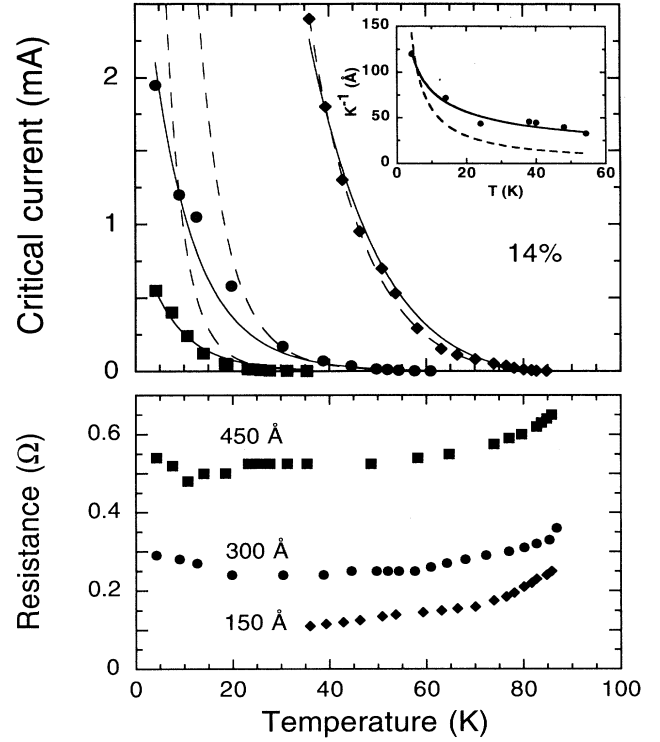 Critical current (mA)
2
1
0
K⁻¹ (Å)
150
100
50
0
0 20 40 60
T (K)
14%
Resistance (Ω)
0.6
0.4
0.2
0
450 Å
300 Å
150 Å
0 20 40 60 80 100
Temperature (K)